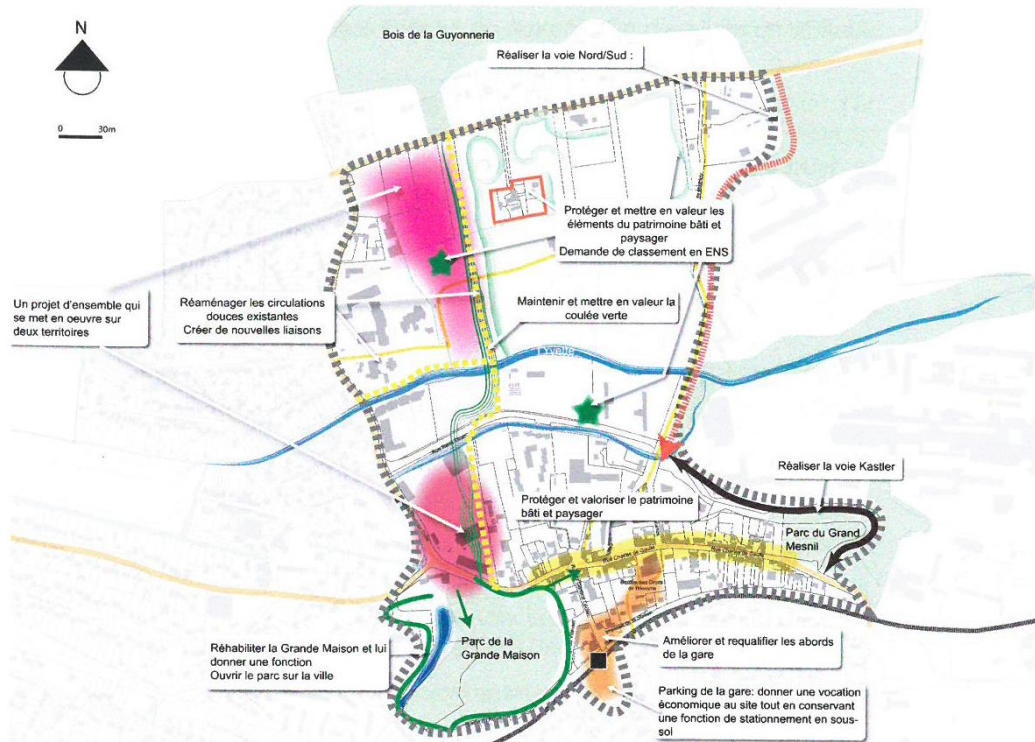 N
0 30m
Bois de la Guyonnerie
Réaliser la voie Nord/Sud :
Protéger et mettre en valeur les
éléments du patrimoine bâti et
paysager
Demande de classement en ENS
Un projet d'ensemble qui
se met en oeuvre sur
deux territoires
Réaménager les circulations
douces existantes
Créer de nouvelles liaisons
Maintenir et mettre en valeur la
coulée verte
l'Yvette
Réaliser la voie Kastler
Protéger et valoriser le patrimoine
bâti et paysager
Parc du Grand
Mesnil
Rue Charles de Gaulle
Rue Charles de Gaulle
Réhabiliter la Grande Maison et lui
donner une fonction
Ouvrir le parc sur la ville
Parc de la
Grande Maison
Améliorer et requalifier les abords
de la gare
Parking de la gare: donner une vocation
économique au site tout en conservant
une fonction de stationnement en sous-
sol